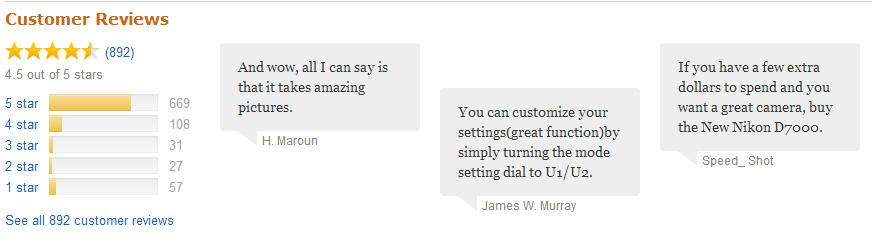 Customer Reviews
(892)
4.5 out of 5 stars
5 star 669
4 star 108
3 star 31
2 star 27
1 star 57
See all 892 customer reviews
And wow, all I can say is
that it takes amazing
pictures.
H. Maroun
You can customize your
settings(great function)by
simply turning the mode
setting dial to U1/U2.
James W. Murray
If you have a few extra
dollars to spend and you
want a great camera, buy
the New Nikon D7000.
Speed_ Shot